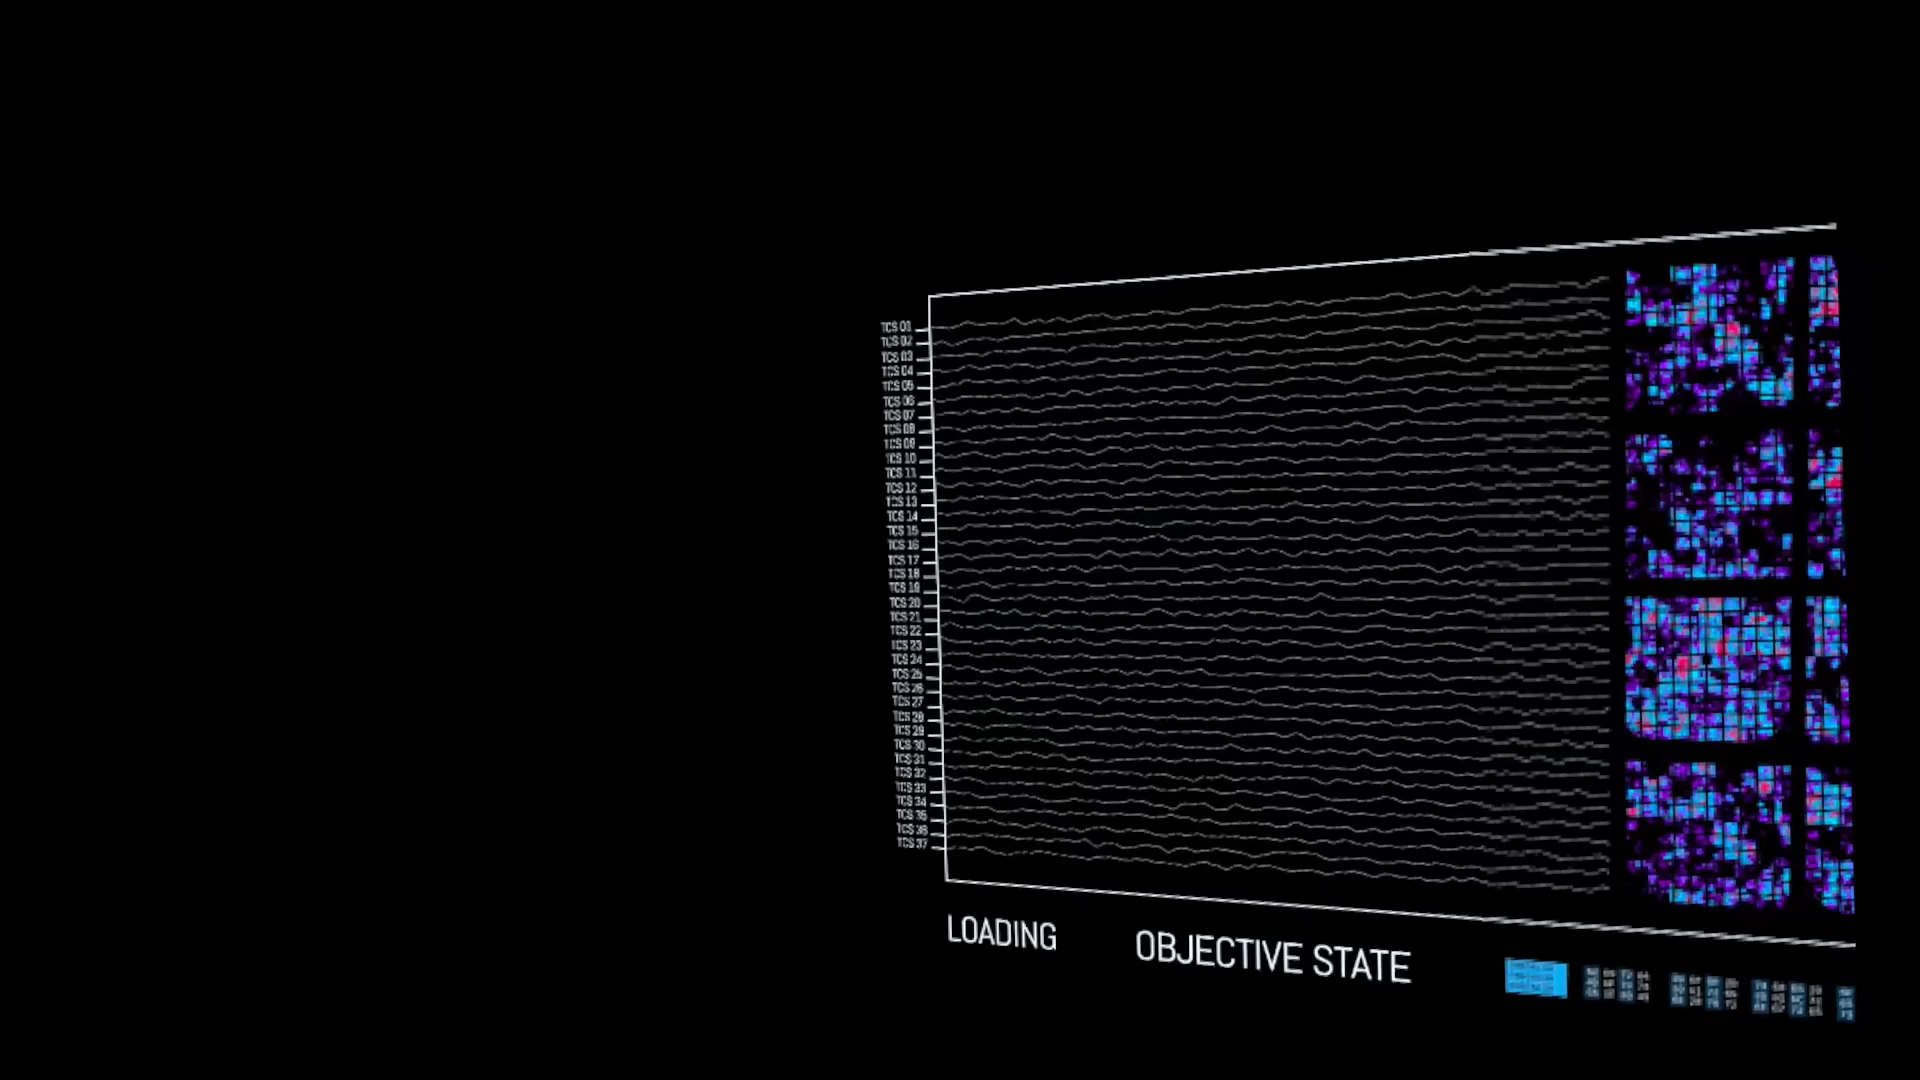 TCS 01
TCS 02
TCS 03
TCS 04
TCS 05
TCS 06
TCS 07
TCS 08
TCS 09
TCS 10
TCS 11
TCS 12
TCS 13
TCS 14
TCS 15
TCS 16
TCS 17
TCS 18
TCS 19
TCS 20
TCS 21
TCS 22
TCS 23
TCS 24
TCS 25
TCS 26
TCS 27
TCS 28
TCS 29
TCS 30
TCS 31
TCS 32
TCS 33
TCS 34
TCS 35
TCS 36
TCS 37
LOADING OBJECTIVE STATE